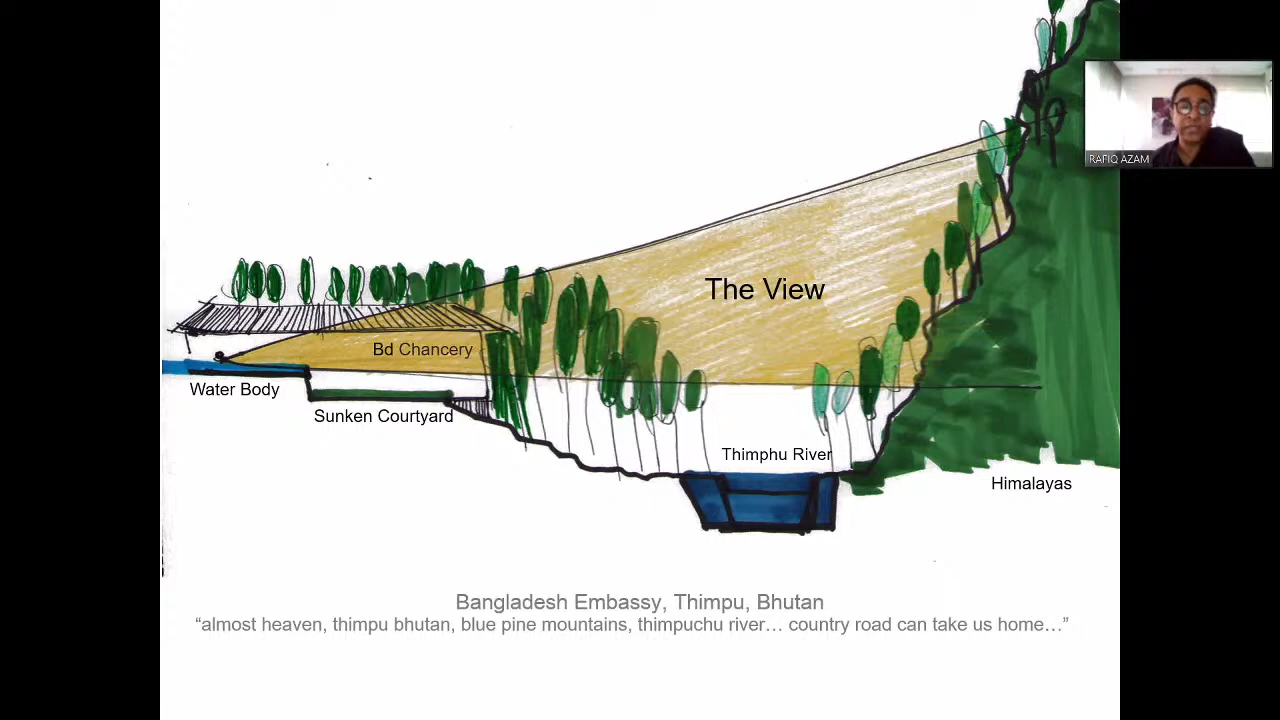 RAFIQ AZAM
The View
Bd Chancery
Water Body
Sunken Courtyard
Thimphu River
Himalayas
Bangladesh Embassy, Thimpu, Bhutan
“almost heaven, thimpu bhutan, blue pine mountains, thimpuchu river… country road can take us home…”